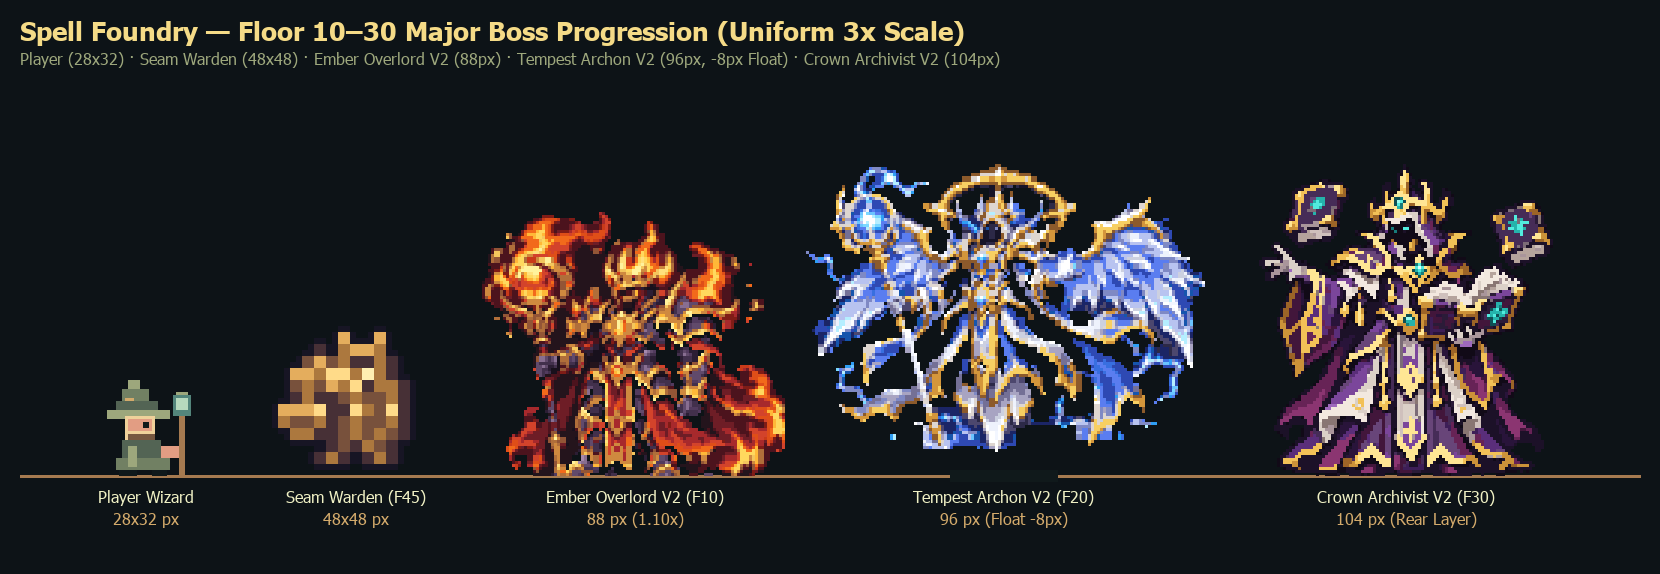 Spell Foundry — Floor 10–30 Major Boss Progression (Uniform 3x Scale)
Player (28x32) · Seam Warden (48x48) · Ember Overlord V2 (88px) · Tempest Archon V2 (96px, -8px Float) · Crown Archivist V2 (104px)
Player Wizard
28x32 px
Seam Warden (F45)
48x48 px
Ember Overlord V2 (F10)
88 px (1.10x)
Tempest Archon V2 (F20)
96 px (Float -8px)
Crown Archivist V2 (F30)
104 px (Rear Layer)